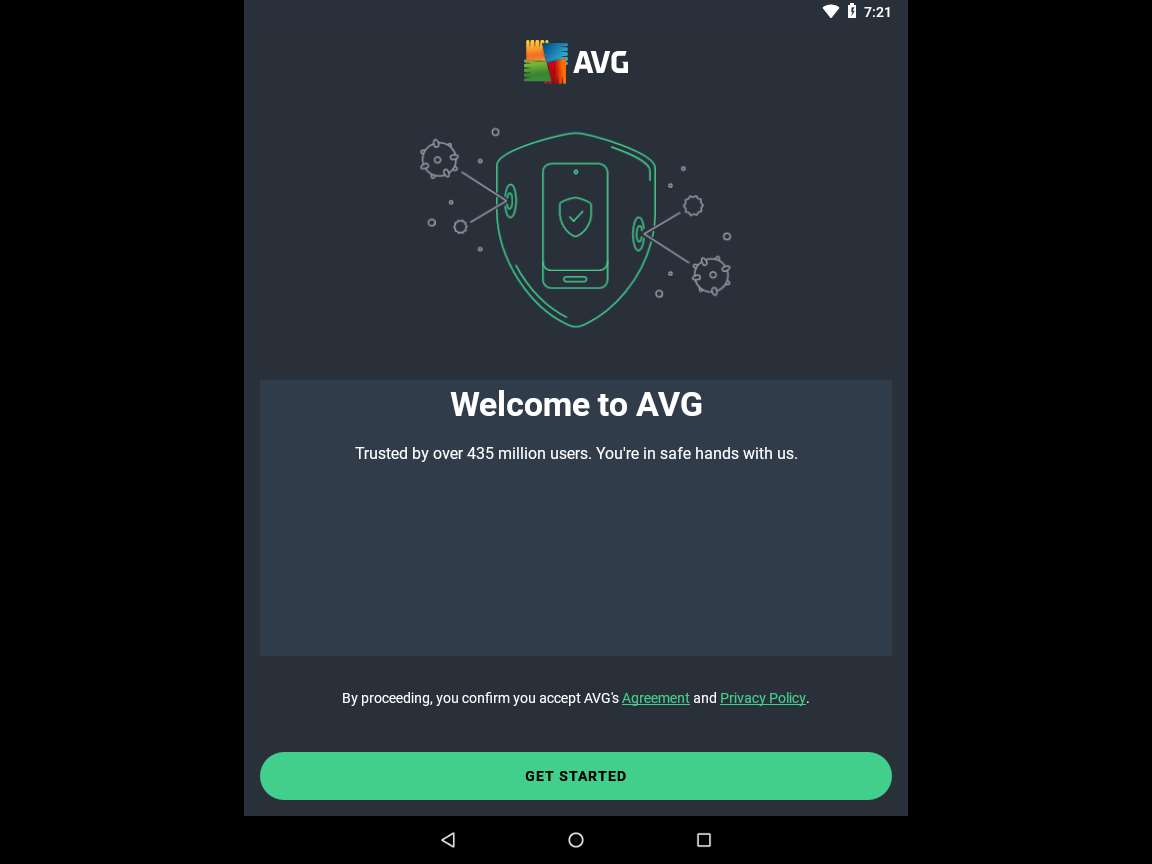 7:21
AVG
Welcome to AVG
Trusted by over 435 million users. You're in safe hands with us.
By proceeding, you confirm you accept AVG's Agreement and Privacy Policy.
GET STARTED